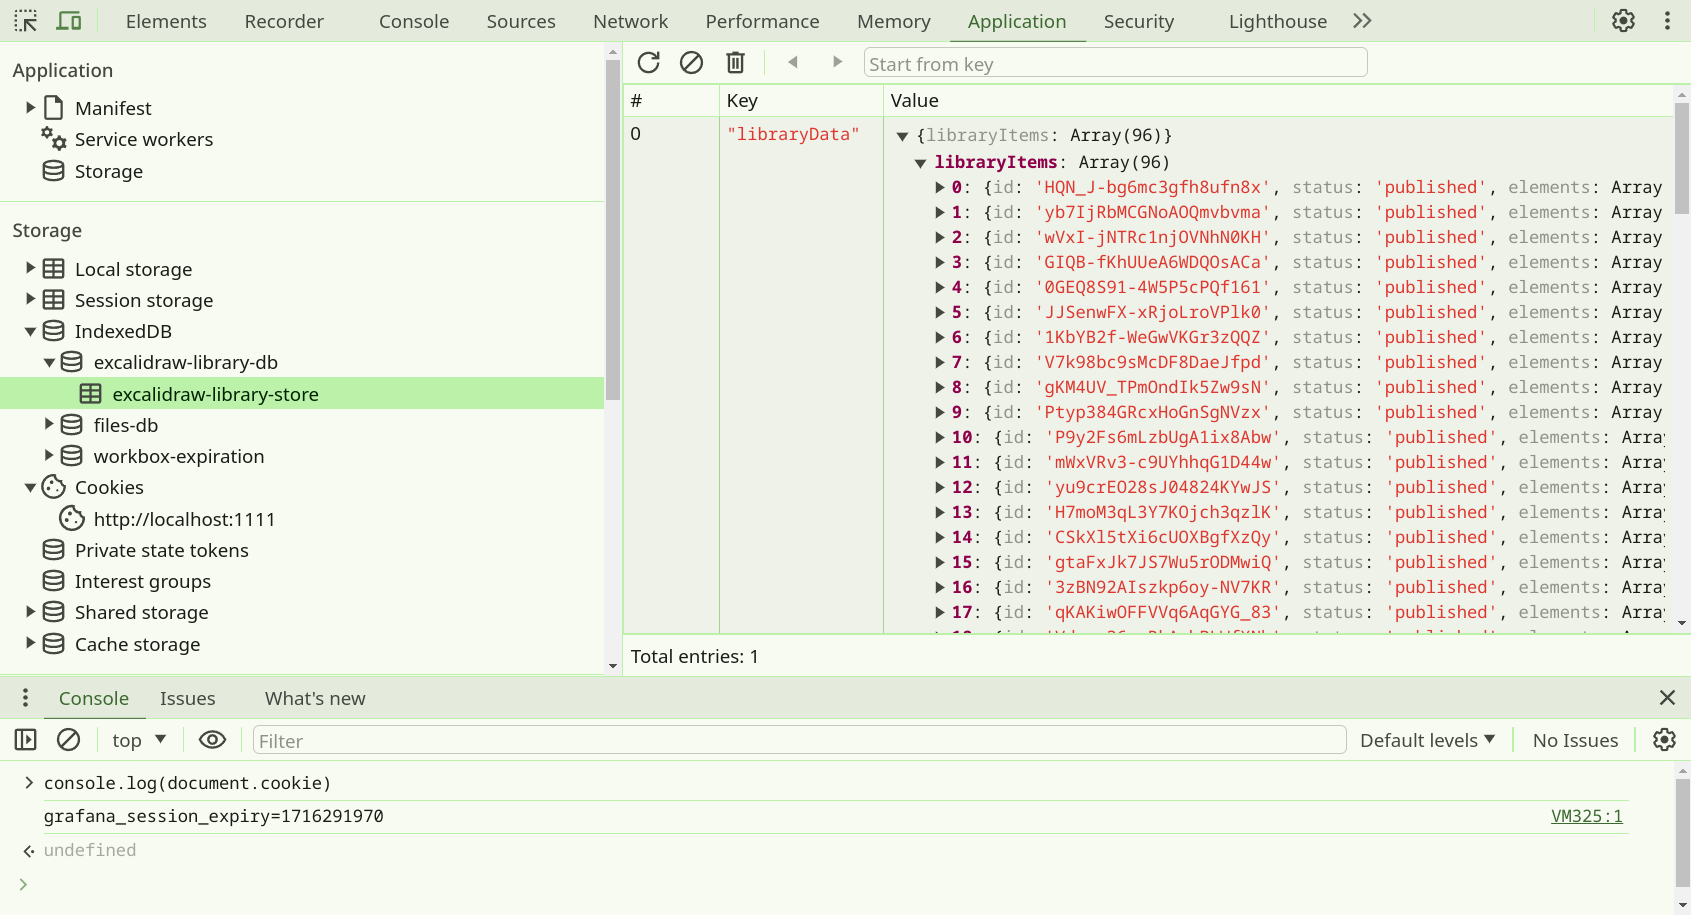 Elements Recorder Console Sources Network Performance Memory Application Security Lighthouse
Application
Manifest
Service workers
Storage
Storage
Local storage
Session storage
IndexedDB
excalidraw-library-db
excalidraw-library-store
files-db
workbox-expiration
Cookies
http://localhost:1111
Private state tokens
Interest groups
Shared storage
Cache storage
Start from key
# Key Value
0 "libraryData" {libraryItems: Array(96)}
libraryItems: Array(96)
0: {id: 'HQN_J-bg6mc3gfh8ufn8x', status: 'published', elements: Array
1: {id: 'yb7IjRbMCGNoAOQmvbvma', status: 'published', elements: Array
2: {id: 'wVxI-jNTRc1njOVNhN0KH', status: 'published', elements: Array
3: {id: 'GIQB-fKhUUeA6WDQOsACa', status: 'published', elements: Array
4: {id: '0GEQ8S91-4W5P5cPQf161', status: 'published', elements: Array
5: {id: 'JJSenwFX-xRjoLroVPlk0', status: 'published', elements: Array
6: {id: '1KbYB2f-WeGwVKGr3zQQZ', status: 'published', elements: Array
7: {id: 'V7k98bc9sMcDF8DaeJfpd', status: 'published', elements: Array
8: {id: 'gKM4UV_TPmOndIk5Zw9sN', status: 'published', elements: Array
9: {id: 'Ptyp384GRcxHoGnSgNVzx', status: 'published', elements: Array
10: {id: 'P9y2Fs6mLzbUgA1ix8Abw', status: 'published', elements: Array
11: {id: 'mWxVRv3-c9UYhhqG1D44w', status: 'published', elements: Array
12: {id: 'yu9crEO28sJ04824KYwJS', status: 'published', elements: Array
13: {id: 'H7moM3qL3Y7KOjch3qzlK', status: 'published', elements: Array
14: {id: 'CSkXl5tXi6cUOXBgfXzQy', status: 'published', elements: Array
15: {id: 'gtaFxJk7JS7Wu5rODMwiQ', status: 'published', elements: Array
16: {id: '3zBN92AIszkp6oy-NV7KR', status: 'published', elements: Array
17: {id: 'qKAKiwOFFVVq6AqGYG_83', status: 'published', elements: Array
Total entries: 1
Console Issues What's new
top Filter Default levels No Issues
console.log(document.cookie)
grafana_session_expiry=1716291970 VM325:1
undefined